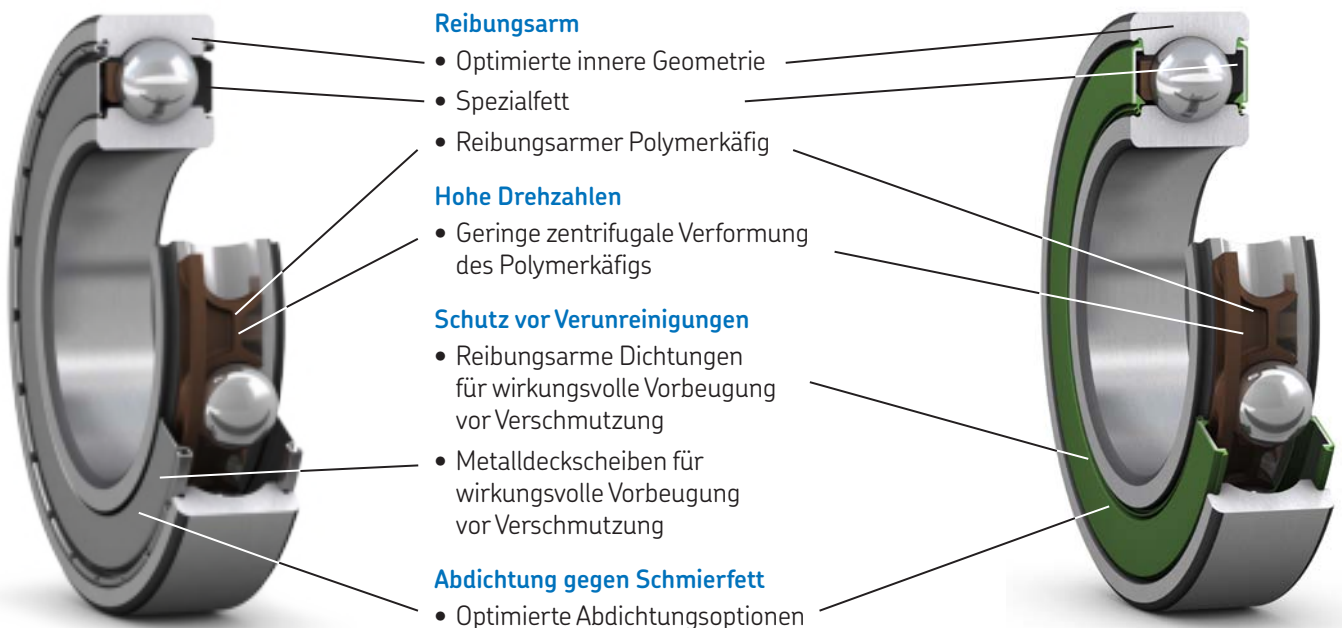 Reibungsarm
• Optimierte innere Geometrie
• Spezialfett
• Reibungsarmer Polymerkäfig
Hohe Drehzahlen
• Geringe zentrifugale Verformung
des Polymerkäfigs
Schutz vor Verunreinigungen
• Reibungsarme Dichtungen
für wirkungsvolle Vorbeugung
vor Verschmutzung
• Metalldeckscheiben für
wirkungsvolle Vorbeugung
vor Verschmutzung
Abdichtung gegen Schmierfett
• Optimierte Abdichtungsoptionen